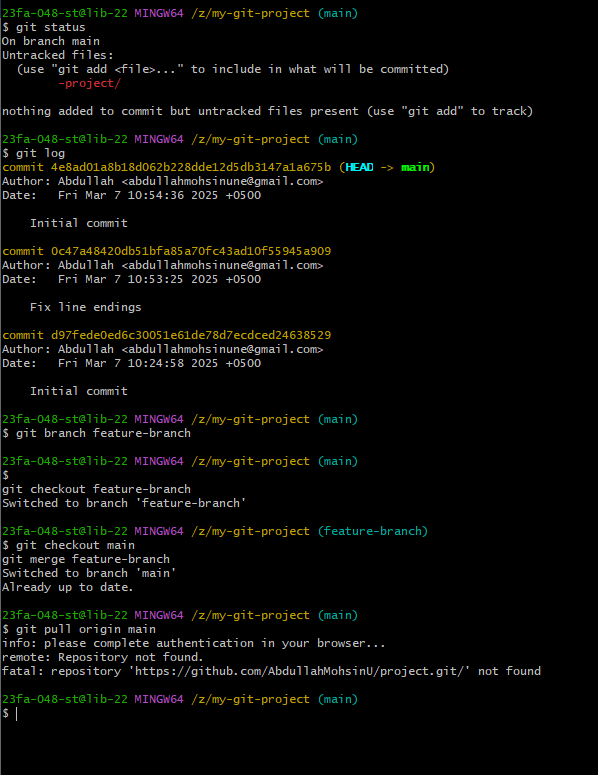 23fa-048-st@lib-22 MINGW64 /z/my-git-project (main)
$ git status
On branch main
Untracked files:
  (use "git add <file>..." to include in what will be committed)
        -project/

nothing added to commit but untracked files present (use "git add" to track)

23fa-048-st@lib-22 MINGW64 /z/my-git-project (main)
$ git log
commit 4e8ad01a8b18d062b228dde12d5db3147a1a675b (HEAD -> main)
Author: Abdullah <abdullahmohsinune@gmail.com>
Date:   Fri Mar 7 10:54:36 2025 +0500

    Initial commit

commit 0c47a48420db51bfa85a70fc43ad10f55945a909
Author: Abdullah <abdullahmohsinune@gmail.com>
Date:   Fri Mar 7 10:53:25 2025 +0500

    Fix line endings

commit d97fede0ed6c30051e61de78d7ecdced24638529
Author: Abdullah <abdullahmohsinune@gmail.com>
Date:   Fri Mar 7 10:24:58 2025 +0500

    Initial commit

23fa-048-st@lib-22 MINGW64 /z/my-git-project (main)
$ git branch feature-branch

23fa-048-st@lib-22 MINGW64 /z/my-git-project (main)
$
git checkout feature-branch
Switched to branch 'feature-branch'

23fa-048-st@lib-22 MINGW64 /z/my-git-project (feature-branch)
$ git checkout main
git merge feature-branch
Switched to branch 'main'
Already up to date.

23fa-048-st@lib-22 MINGW64 /z/my-git-project (main)
$ git pull origin main
info: please complete authentication in your browser...
remote: Repository not found.
fatal: repository 'https://github.com/AbdullahMohsinU/project.git/' not found

23fa-048-st@lib-22 MINGW64 /z/my-git-project (main)
$